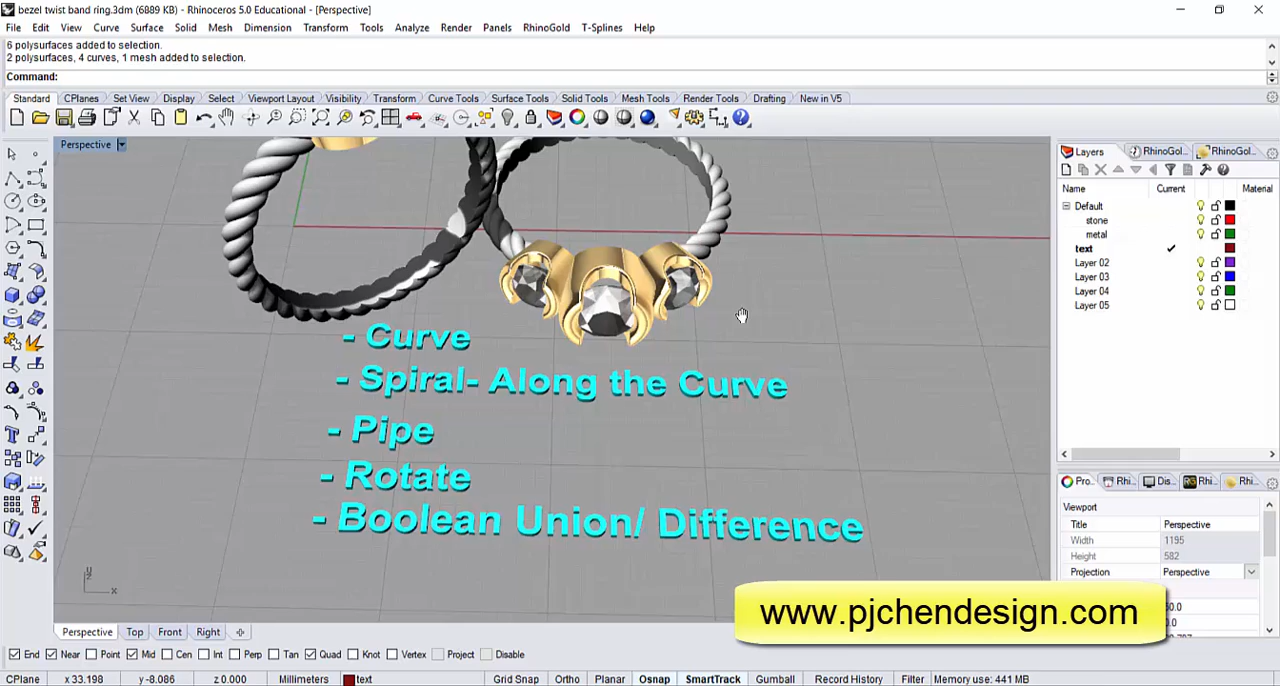 bezel twist band ring.3dm (6889 KB) - Rhinoceros 5.0 Educational - [Perspective]
File Edit View Curve Surface Solid Mesh Dimension Transform Tools Analyze Render Panels RhinoGold T-Splines Help
6 polysurfaces added to selection.
2 polysurfaces, 4 curves, 1 mesh added to selection.
Command:
Standard CPlanes Set View Display Select Viewport Layout Visibility Transform Curve Tools Surface Tools Solid Tools Mesh Tools Render Tools Drafting New in V5
Perspective
Layers RhinoGol... RhinoGol...
Name Current Material
Default
stone
metal
text
Layer 02
Layer 03
Layer 04
Layer 05
- Curve
- Spiral- Along the Curve
- Pipe
- Rotate
- Boolean Union/ Difference
Pro... Rhi... Dis... Rhi... Rhi...
Viewport
Title Perspective
Width 1195
Height 582
Projection Perspective
www.pjchendesign.com
y
z
x
Perspective Top Front Right
End Near Point Mid Cen Int Perp Tan Quad Knot Vertex Project Disable
CPlane x 33.198 y -8.086 z 0.000 Millimeters text Grid Snap Ortho Planar Osnap SmartTrack Gumball Record History Filter Memory use: 441 MB